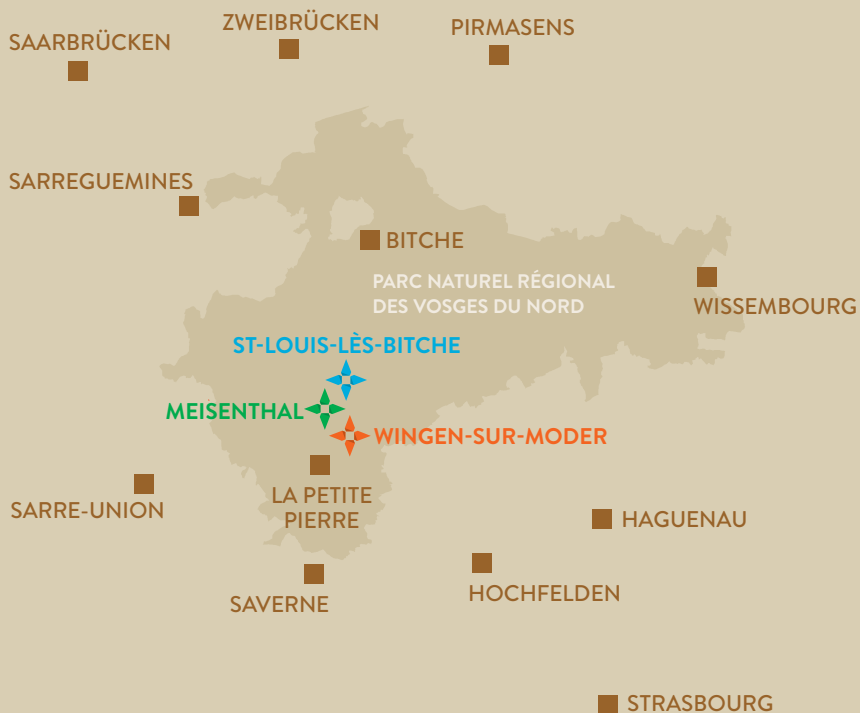 ZWEIBRÜCKEN
PIRMASENS
SAARBRÜCKEN
SARREGUEMINES
BITCHE
PARC NATUREL RÉGIONAL
DES VOSGES DU NORD
WISSEMBOURG
ST-LOUIS-LÈS-BITCHE
MEISENTHAL
WINGEN-SUR-MODER
LA PETITE
PIERRE
SARRE-UNION
HAGUENAU
HOCHFELDEN
SAVERNE
STRASBOURG